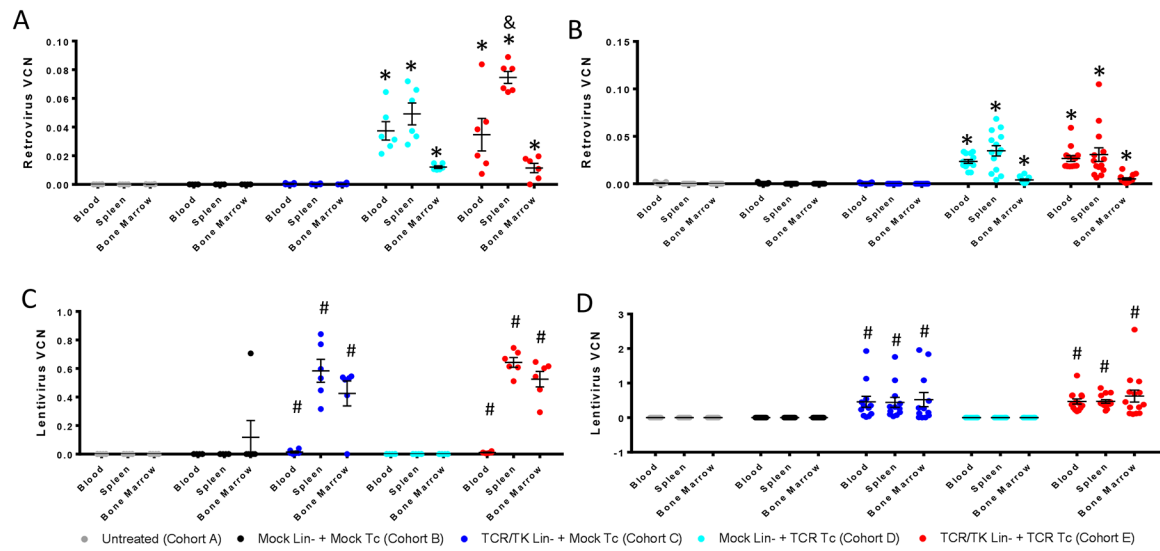 A
Retrovirus VCN
0.10
0.08
0.06
0.04
0.02
0.00
* * * * & * *
Blood Spleen Bone Marrow Blood Spleen Bone Marrow Blood Spleen Bone Marrow Blood Spleen Bone Marrow Blood Spleen Bone Marrow
B
Retrovirus VCN
0.15
0.10
0.05
0.00
* * * * * *
Blood Spleen Bone Marrow Blood Spleen Bone Marrow Blood Spleen Bone Marrow Blood Spleen Bone Marrow Blood Spleen Bone Marrow
C
Lentivirus VCN
1.0
0.8
0.6
0.4
0.2
0.0
# # # # # #
Blood Spleen Bone Marrow Blood Spleen Bone Marrow Blood Spleen Bone Marrow Blood Spleen Bone Marrow Blood Spleen Bone Marrow
D
Lentivirus VCN
3
2
1
0
-1
# # # # # #
Blood Spleen Bone Marrow Blood Spleen Bone Marrow Blood Spleen Bone Marrow Blood Spleen Bone Marrow Blood Spleen Bone Marrow
Untreated (Cohort A) Mock Lin- + Mock Tc (Cohort B) TCR/TK Lin- + Mock Tc (Cohort C) Mock Lin- + TCR Tc (Cohort D) TCR/TK Lin- + TCR Tc (Cohort E)